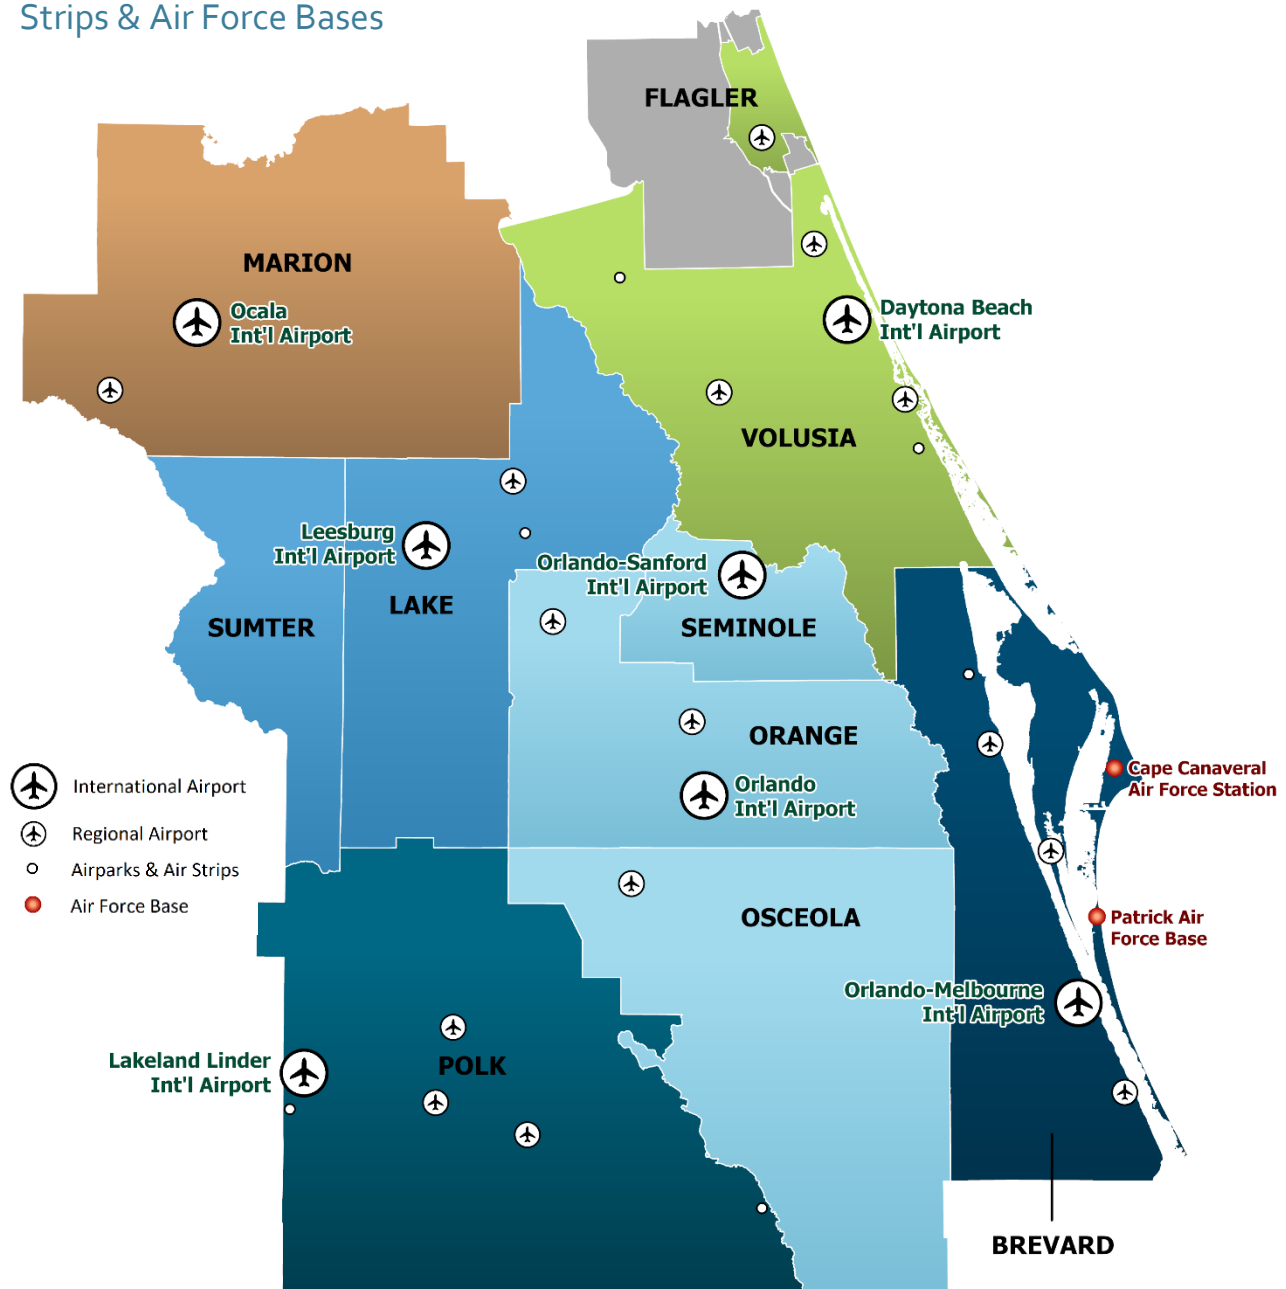 Strips & Air Force Bases
FLAGLER
MARION
Ocala
Int'l Airport
Daytona Beach
Int'l Airport
VOLUSIA
Leesburg
Int'l Airport
Orlando-Sanford
Int'l Airport
LAKE
SUMTER
SEMINOLE
ORANGE
Orlando
Int'l Airport
Cape Canaveral
Air Force Station
International Airport
Regional Airport
Airparks & Air Strips
Air Force Base
OSCEOLA
Patrick Air
Force Base
Orlando-Melbourne
Int'l Airport
Lakeland Linder
Int'l Airport
POLK
BREVARD